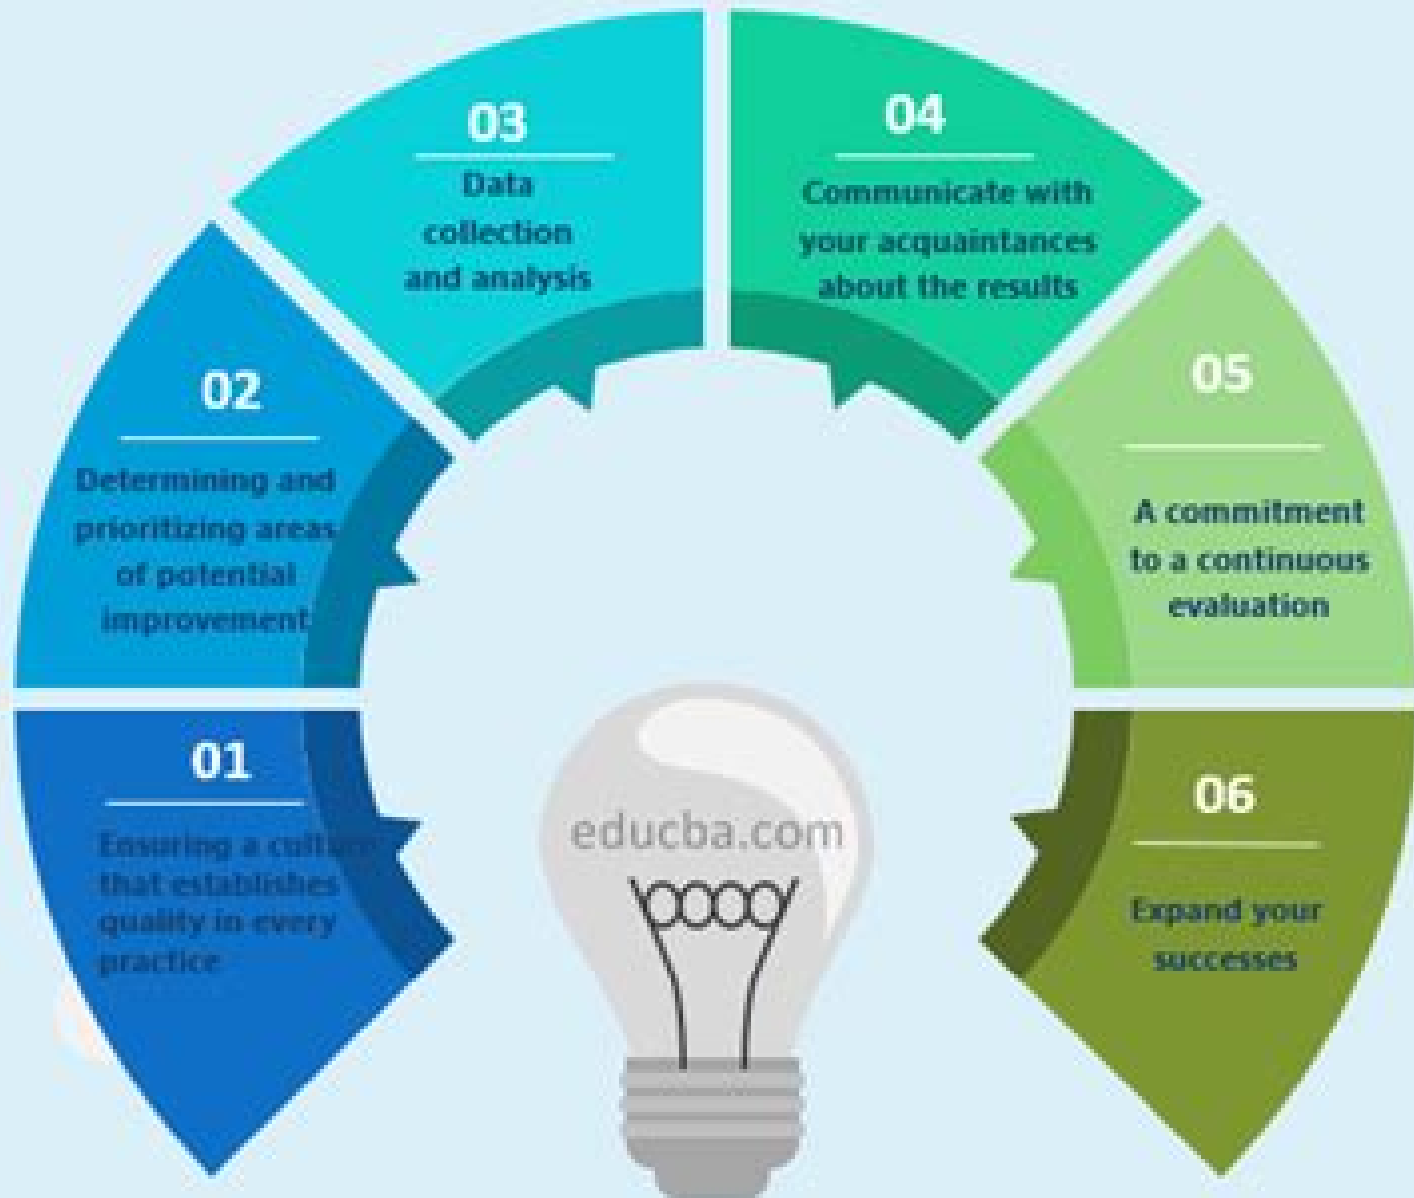 01
Ensuring a culture
that establishes
quality in every
practice
02
Determining and
prioritizing areas
of potential
improvement
03
Data
collection
and analysis
04
Communicate with
your acquaintances
about the results
05
A commitment
to a continuous
evaluation
06
Expand your
successes
educba.com